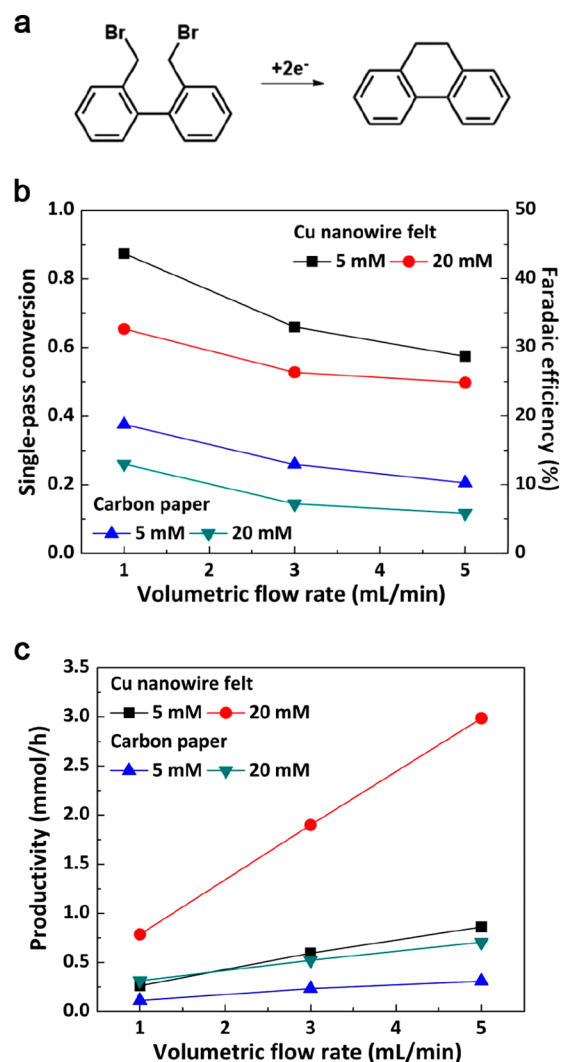 a
Br Br
+2e-
b
1.0
0.8
0.6
0.4
0.2
0.0
Single-pass conversion
50
40
30
20
10
0
Faradaic efficiency (%)
Cu nanowire felt
5 mM 20 mM
Carbon paper
5 mM 20 mM
1 2 3 4 5
Volumetric flow rate (mL/min)
c
3.5
3.0
2.5
2.0
1.5
1.0
0.5
0.0
Productivity (mmol/h)
Cu nanowire felt
5 mM 20 mM
Carbon paper
5 mM 20 mM
1 2 3 4 5
Volumetric flow rate (mL/min)